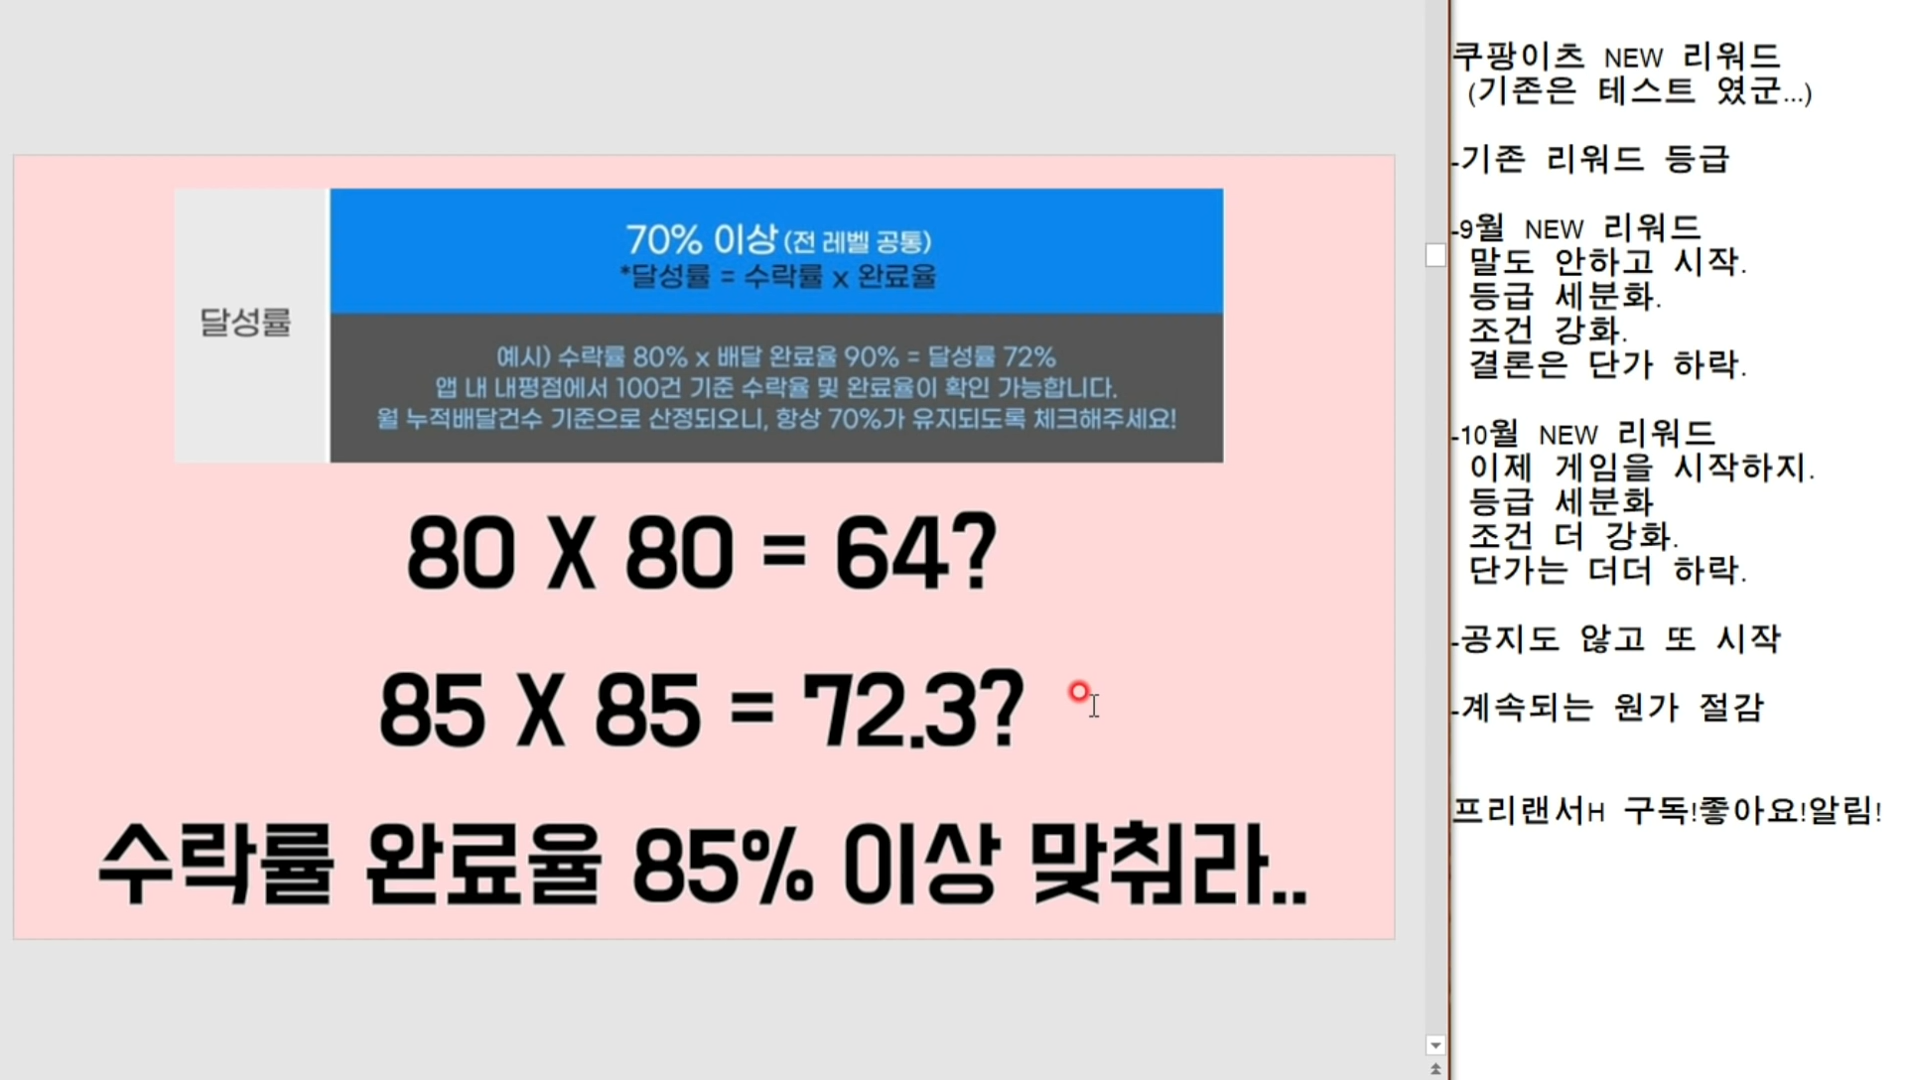 달성률
70% 이상 (전 레벨 공통)
*달성률 = 수락률 x 완료율
예시) 수락률 80% x 배달 완료율 90% = 달성률 72%
앱 내 내평점에서 100건 기준 수락율 및 완료율이 확인 가능합니다.
월 누적배달건수 기준으로 산정되오니, 항상 70%가 유지되도록 체크해주세요!
80 X 80 = 64?
85 X 85 = 72.3?
수락률 완료율 85% 이상 맞춰라..
쿠팡이츠 NEW 리워드
(기존은 테스트 였군...)
-기존 리워드 등급
-9월 NEW 리워드
말도 안하고 시작.
등급 세분화.
조건 강화.
결론은 단가 하락.
-10월 NEW 리워드
이제 게임을 시작하지.
등급 세분화
조건 더 강화.
단가는 더더 하락.
-공지도 않고 또 시작
-계속되는 원가 절감
프리랜서H 구독!좋아요!알림!